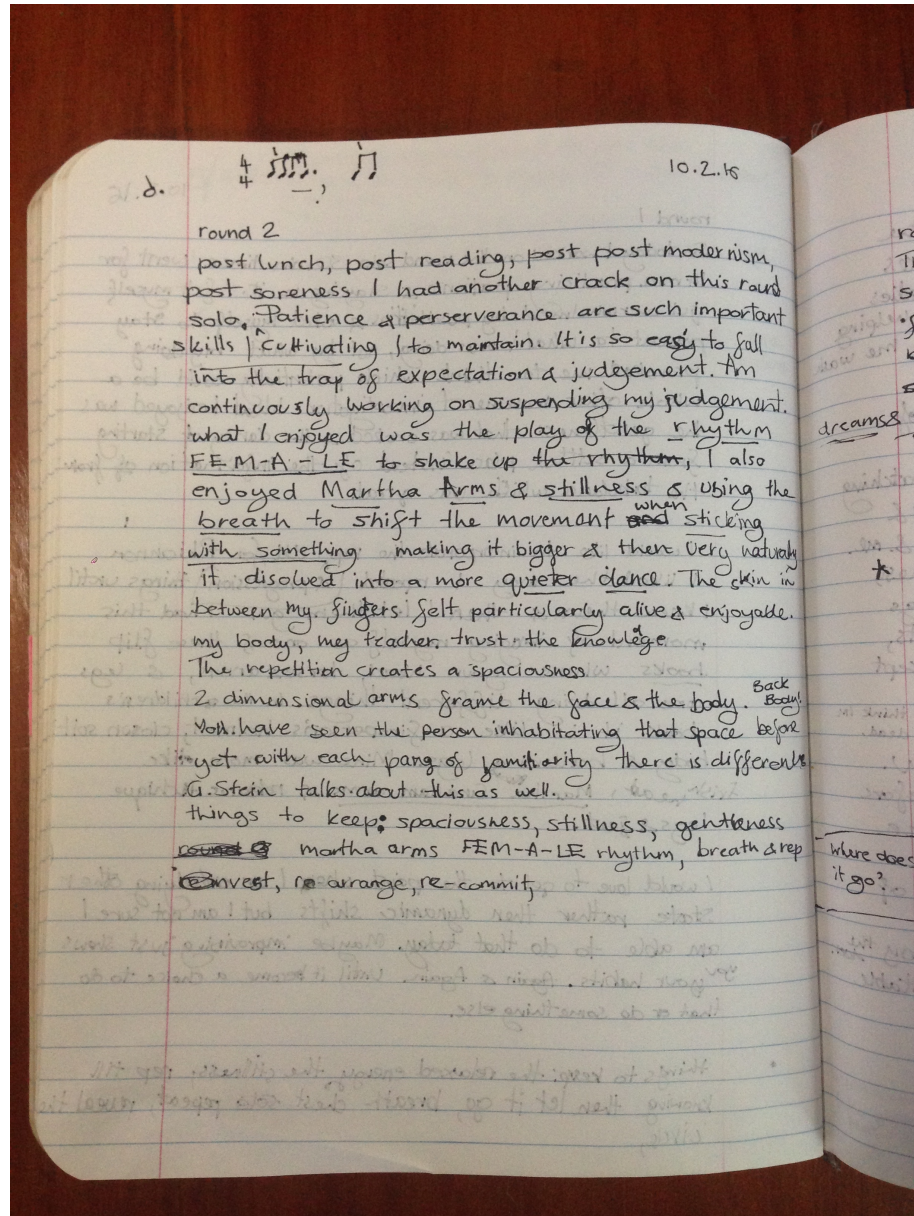 d. 4/4 10.2.16
round 2
post lunch, post reading, post post modernism,
post soreness I had another crack on this round
solo. Patience & perserverance are such important
skills | cultivating | to maintain. It is so easy to fall
into the trap of expectation & judgement. Am
continuously working on suspending my judgement.
what I enjoyed was the play of the rhythm
FEM-A-LE to shake up the rhythm, I also
enjoyed Martha Arms & stillness & using the
breath to shift the movement and when sticking
with something making it bigger & then very naturaly
it disolved into a more quieter dance. The skin in
between my fingers felt particularly alive & enjoyable.
my body, my teacher. trust the knowledge
The repetition creates a spaciousness
2 dimensional arms frame the face & the body. Back Body!
You have seen the person inhabitating that space before
yet with each pang of familiarity there is
G. Stein talks about this as well.
things to keep: spaciousness, stillness, gentleness
round martha arms FEM-A-LE rhythm, breath & rep
reinvest, re arrange, re-commit,
dreams &
*
where does
it go?